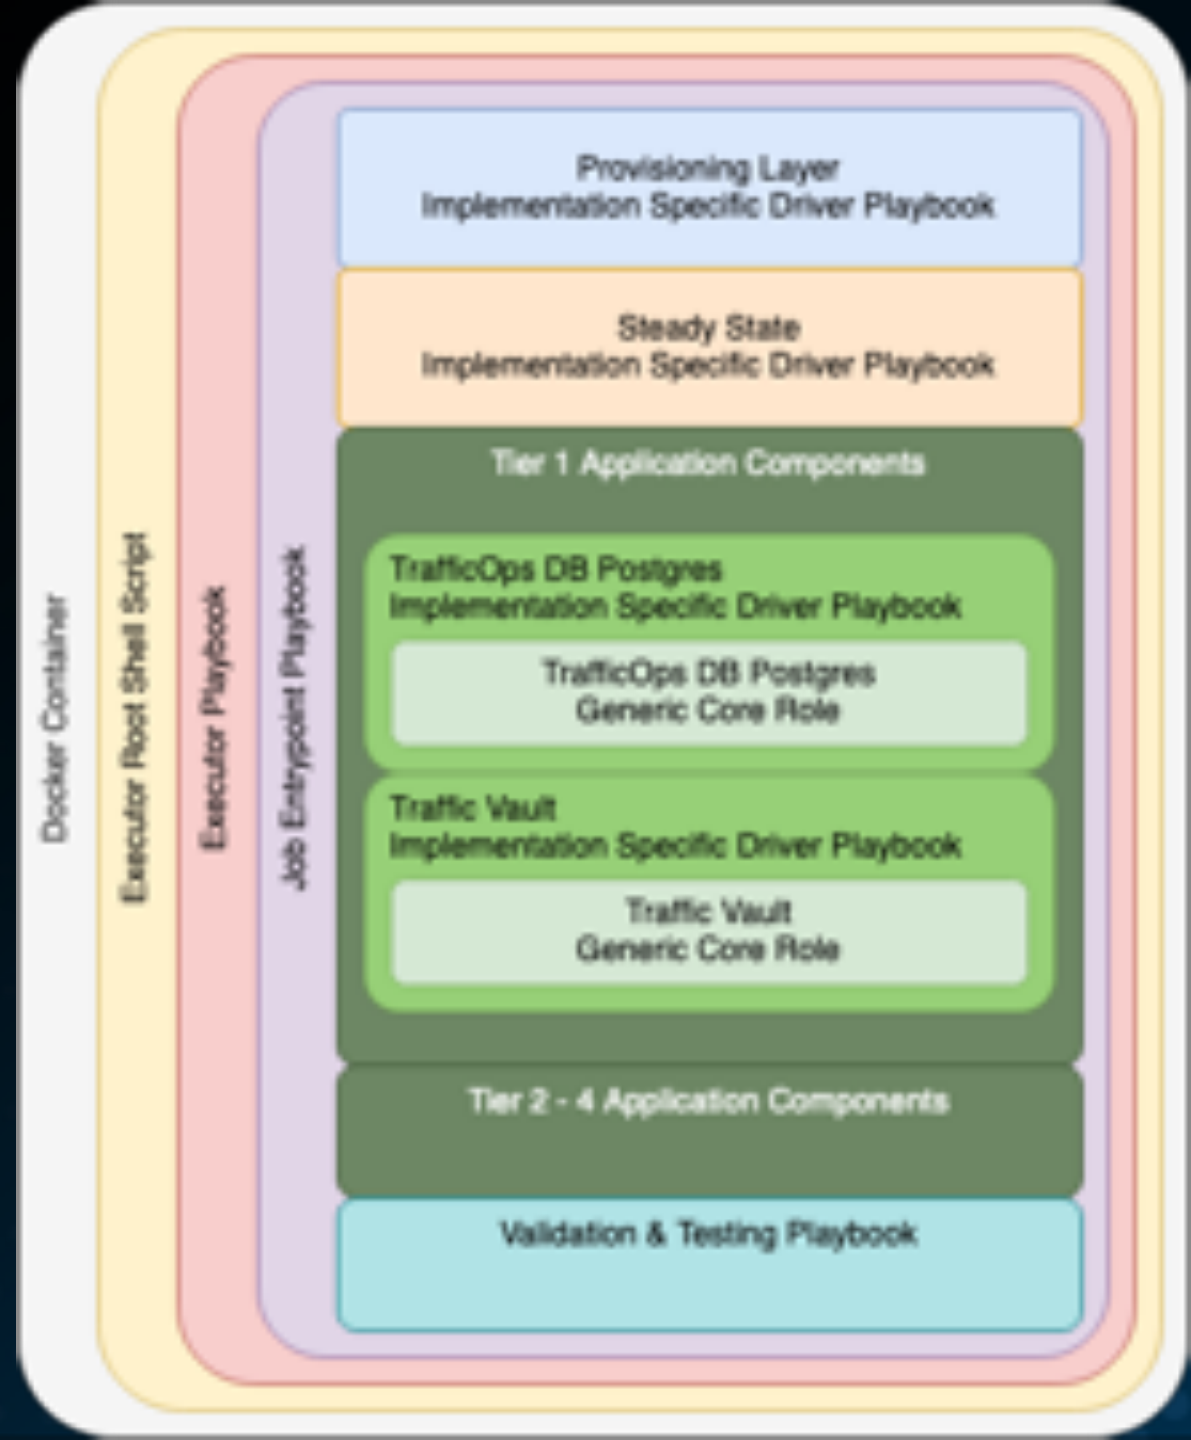 Docker Container
Executor Root Shell Script
Executor Playbook
Job Entrypoint Playbook
Provisioning Layer
Implementation Specific Driver Playbook
Steady State
Implementation Specific Driver Playbook
Tier 1 Application Components
TrafficOps DB Postgres
Implementation Specific Driver Playbook
TrafficOps DB Postgres
Generic Core Role
Traffic Vault
Implementation Specific Driver Playbook
Traffic Vault
Generic Core Role
Tier 2 - 4 Application Components
Validation & Testing Playbook